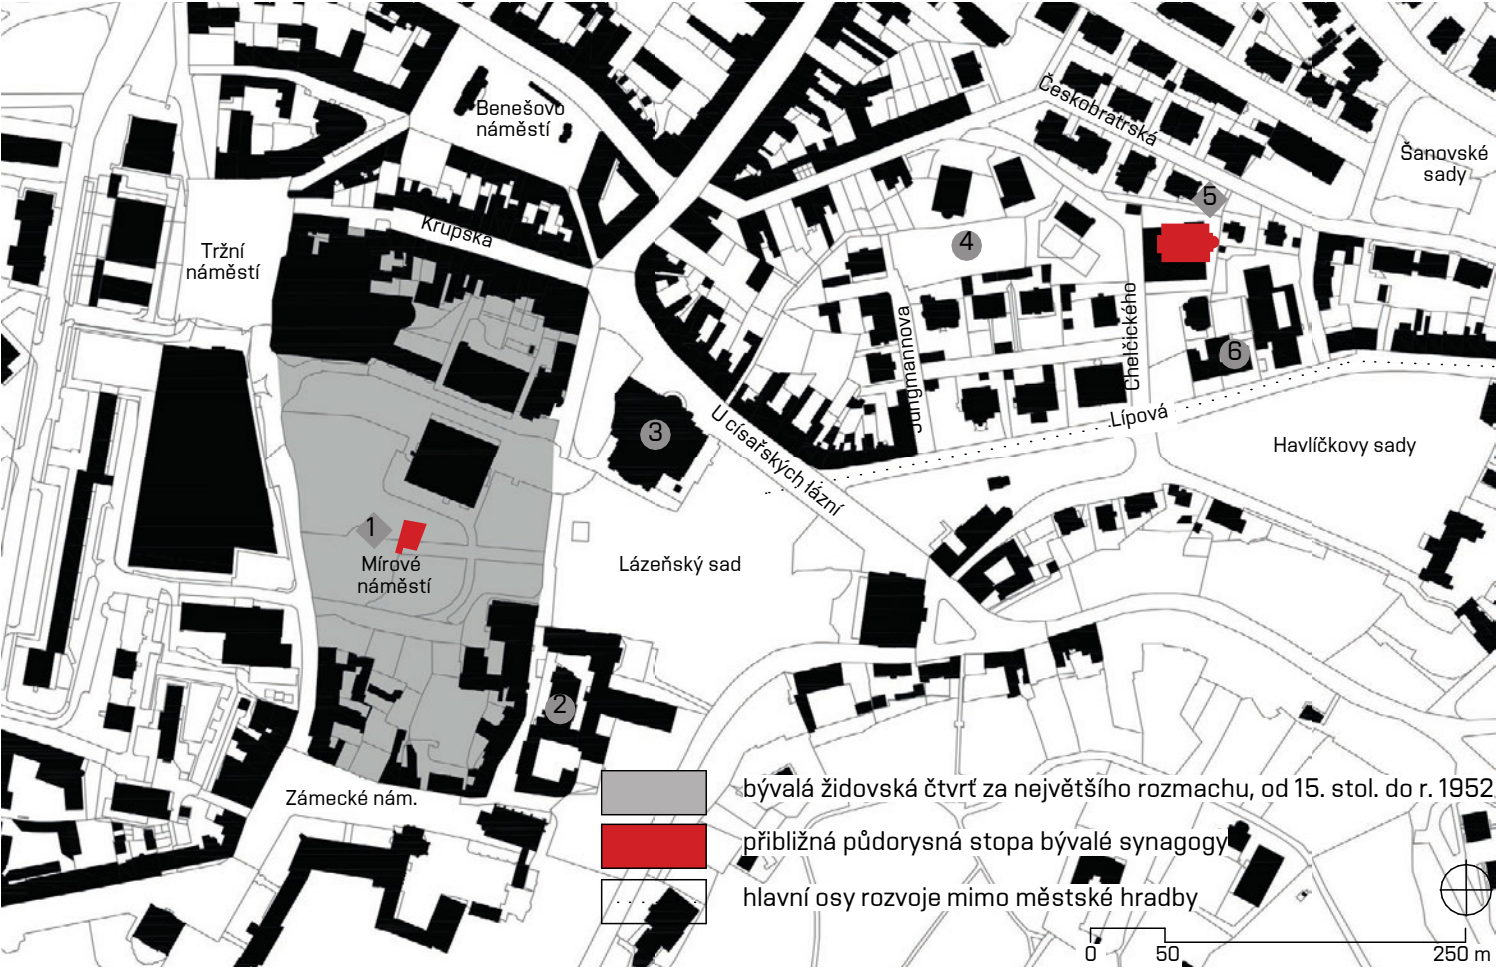 Benešovo
náměstí
Českobratrská
Šanovské
sady
5
Krupská
Tržní
náměstí
4
Jungmannova
Chelčického
6
3
U císařských lázní
Lípová
Havlíčkovy sady
1
Mírové
náměstí
Lázeňský sad
2
Zámecké nám.
bývalá židovská čtvrť za největšího rozmachu, od 15. stol. do r. 1952
přibližná půdorysná stopa bývalé synagogy
hlavní osy rozvoje mimo městské hradby
0 50 250 m